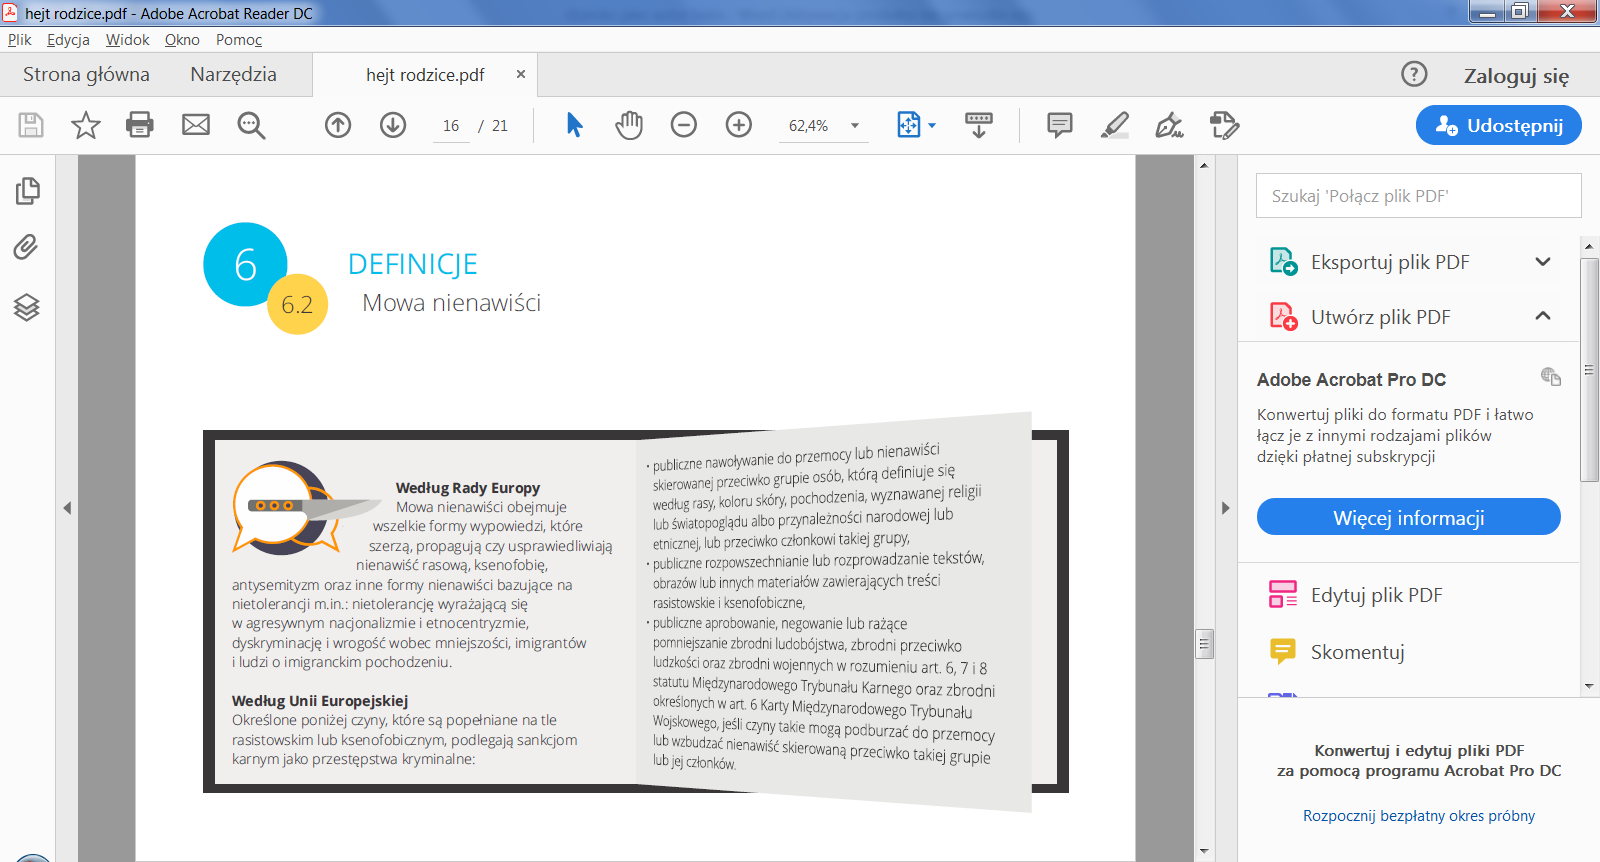 hejt rodzice.pdf - Adobe Acrobat Reader DC
Plik Edycja Widok Okno Pomoc
Strona główna Narzędzia hejt rodzice.pdf × ? Zaloguj się
16 / 21 62,4% Udostępnij
6
6.2
DEFINICJE
Mowa nienawiści
Według Rady Europy
Mowa nienawiści obejmuje
wszelkie formy wypowiedzi, które
szerzą, propagują czy usprawiedliwiają
nienawiść rasową, ksenofobię,
antysemityzm oraz inne formy nienawiści bazujące na
nietolerancji m.in.: nietolerancję wyrażającą się
w agresywnym nacjonalizmie i etnocentryzmie,
dyskryminację i wrogość wobec mniejszości, imigrantów
i ludzi o imigranckim pochodzeniu.
Według Unii Europejskiej
Określone poniżej czyny, które są popełniane na tle
rasistowskim lub ksenofobicznym, podlegają sankcjom
karnym jako przestępstwa kryminalne:
• publiczne nawoływanie do przemocy lub nienawiści
skierowanej przeciwko grupie osób, którą definiuje się
według rasy, koloru skóry, pochodzenia, wyznawanej religii
lub światopoglądu albo przynależności narodowej lub
etnicznej, lub przeciwko członkowi takiej grupy,
• publiczne rozpowszechnianie lub rozprowadzanie tekstów,
obrazów lub innych materiałów zawierających treści
rasistowskie i ksenofobiczne,
• publiczne aprobowanie, negowanie lub rażące
pomniejszanie zbrodni ludobójstwa, zbrodni przeciwko
ludzkości oraz zbrodni wojennych w rozumieniu art. 6, 7 i 8
statutu Międzynarodowego Trybunału Karnego oraz zbrodni
określonych w art. 6 Karty Międzynarodowego Trybunału
Wojskowego, jeśli czyny takie mogą podburzać do przemocy
lub wzbudzać nienawiść skierowaną przeciwko takiej grupie
lub jej członków.
Szukaj 'Połącz plik PDF'
Eksportuj plik PDF
Utwórz plik PDF
Adobe Acrobat Pro DC
Konwertuj pliki do formatu PDF i łatwo
łącz je z innymi rodzajami plików
dzięki płatnej subskrypcji
Więcej informacji
Edytuj plik PDF
Skomentuj
Konwertuj i edytuj pliki PDF
za pomocą programu Acrobat Pro DC
Rozpocznij bezpłatny okres próbny